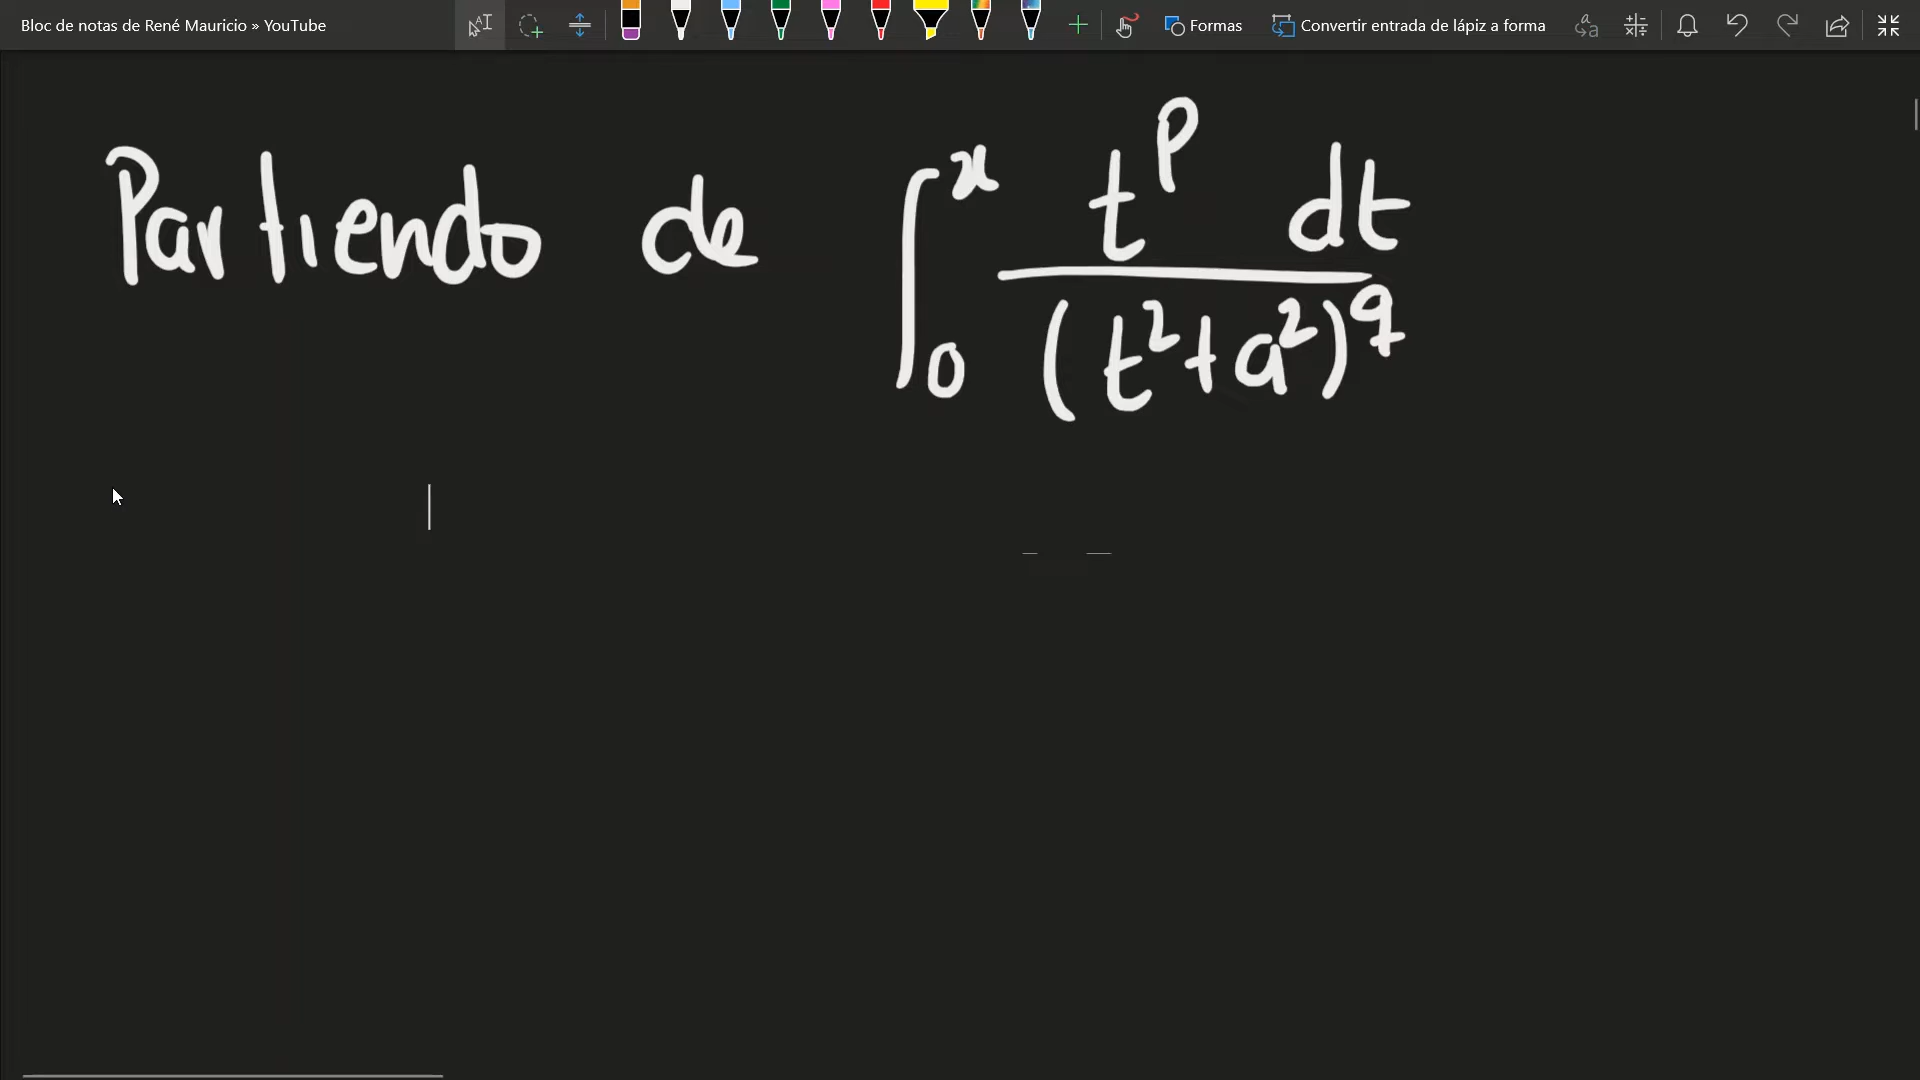 Bloc de notas de René Mauricio » YouTube
Formas
Convertir entrada de lápiz a forma
Partiendo de ∫₀ˣ t^p dt / (t²+a²)^q